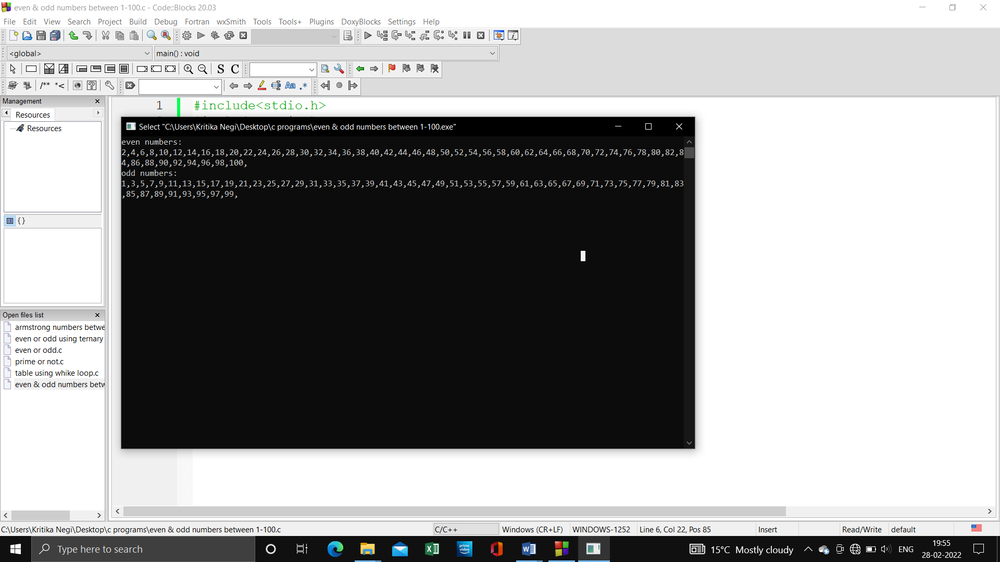 even & odd numbers between 1-100.c - Code::Blocks 20.03
File Edit View Search Project Build Debug Fortran wxSmith Tools Tools+ Plugins DoxyBlocks Settings Help
<global> main() : void
S C
/** *< Aa .*
Management
Resources
Resources
{}
Open files list
armstrong numbers betwe
even or odd using ternary
even or odd.c
prime or not.c
table using whike loop.c
even & odd numbers betw
1 #include<stdio.h>
Select "C:\Users\Kritika Negi\Desktop\c programs\even & odd numbers between 1-100.exe"
even numbers:
2,4,6,8,10,12,14,16,18,20,22,24,26,28,30,32,34,36,38,40,42,44,46,48,50,52,54,56,58,60,62,64,66,68,70,72,74,76,78,80,82,8
4,86,88,90,92,94,96,98,100,
odd numbers:
1,3,5,7,9,11,13,15,17,19,21,23,25,27,29,31,33,35,37,39,41,43,45,47,49,51,53,55,57,59,61,63,65,67,69,71,73,75,77,79,81,83
,85,87,89,91,93,95,97,99,
C:\Users\Kritika Negi\Desktop\c programs\even & odd numbers between 1-100.c C/C++ Windows (CR+LF) WINDOWS-1252 Line 6, Col 22, Pos 85 Insert Read/Write default
Type here to search
prime video
15°C Mostly cloudy ENG
19:55
28-02-2022